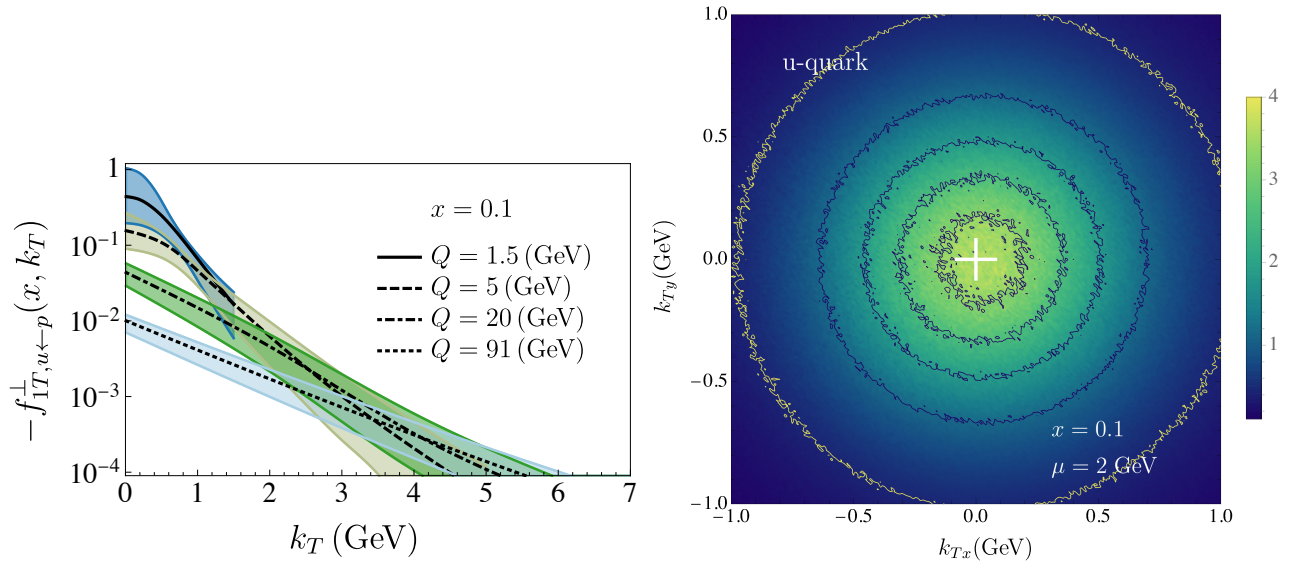 1
10⁻¹
10⁻²
10⁻³
10⁻⁴
−f⊥1T,u←p(x, kT)
x = 0.1
Q = 1.5 (GeV)
Q = 5 (GeV)
Q = 20 (GeV)
Q = 91 (GeV)
0 1 2 3 4 5 6 7
kT (GeV)
1.0
0.5
0.0
−0.5
−1.0
kTy(GeV)
u-quark
x = 0.1
μ = 2 GeV
−1.0 −0.5 0.0 0.5 1.0
kTx(GeV)
4
3
2
1